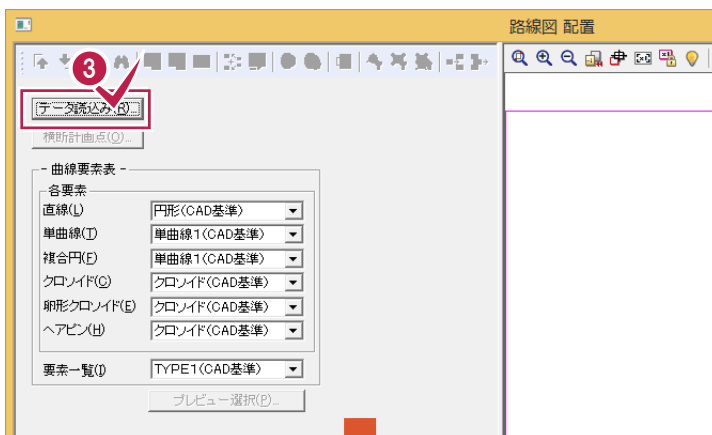 路線図 配置
3
データ読込み(R)...
横断計画点(O)...
- 曲線要素表 -
各要素
直線(L) 円形(CAD基準)
単曲線(T) 単曲線1(CAD基準)
複合円(F) 単曲線1(CAD基準)
クロソイド(C) クロソイド(CAD基準)
卵形クロソイド(E) クロソイド(CAD基準)
ヘアピン(H) クロソイド(CAD基準)
要素一覧(I) TYPE1(CAD基準)
プレビュー選択(P)...